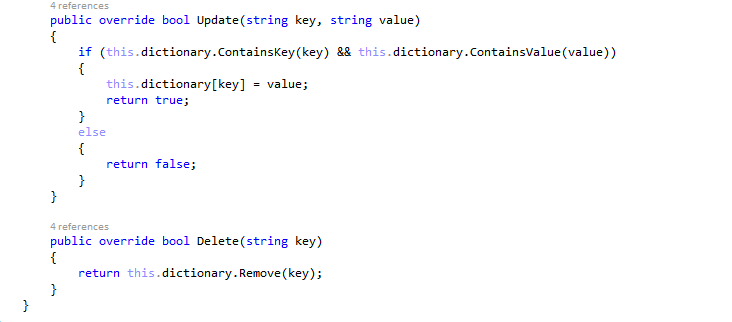 4 references
public override bool Update(string key, string value)
{
if (this.dictionary.ContainsKey(key) && this.dictionary.ContainsValue(value))
{
this.dictionary[key] = value;
return true;
}
else
{
return false;
}
}
4 references
public override bool Delete(string key)
{
return this.dictionary.Remove(key);
}
}